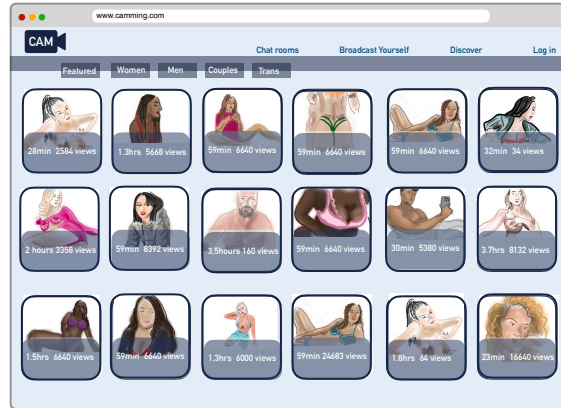 www.camming.com
CAM
Chat rooms Broadcast Yourself Discover Log in
Featured Women Men Couples Trans
28min 2584 views 1.3hrs 5668 views 59min 6640 views 59min 6640 views 59min 6640 views 32min 34 views
2 hours 3358 views 59min 8392 views 3,5hours 160 views 59min 6640 views 30min 5380 views 3.7hrs 8132 views
1.5hrs 6640 views 59min 6640 views 1,3hrs 6000 views 59min 24683 views 1.8hrs 64 views 23min 16640 views